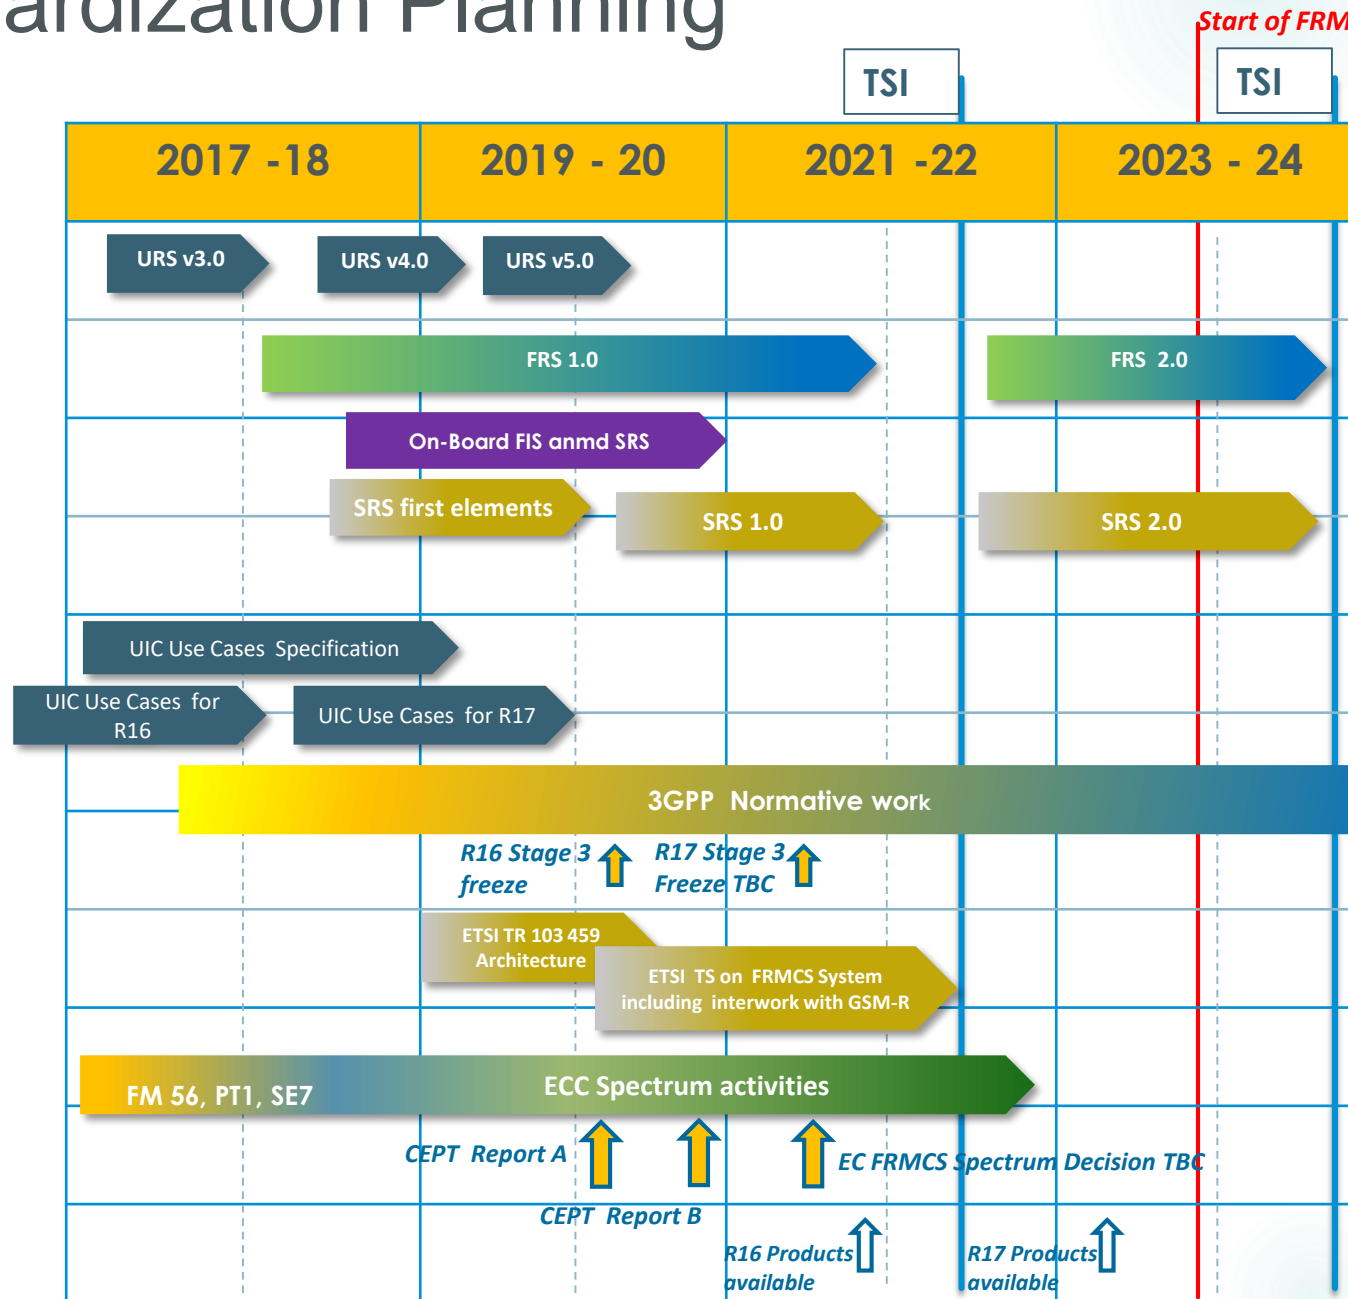 ardization Planning
Start of FRM
TSI
TSI
2017 -18
2019 - 20
2021 -22
2023 - 24
URS v3.0
URS v4.0
URS v5.0
FRS 1.0
FRS 2.0
On-Board FIS anmd SRS
SRS first elements
SRS 1.0
SRS 2.0
UIC Use Cases Specification
UIC Use Cases for
R16
UIC Use Cases for R17
3GPP Normative work
R16 Stage 3
freeze
R17 Stage 3
Freeze TBC
ETSI TR 103 459
Architecture
ETSI TS on FRMCS System
including interwork with GSM-R
FM 56, PT1, SE7
ECC Spectrum activities
CEPT Report A
EC FRMCS Spectrum Decision TBC
CEPT Report B
R16 Products
available
R17 Products
available